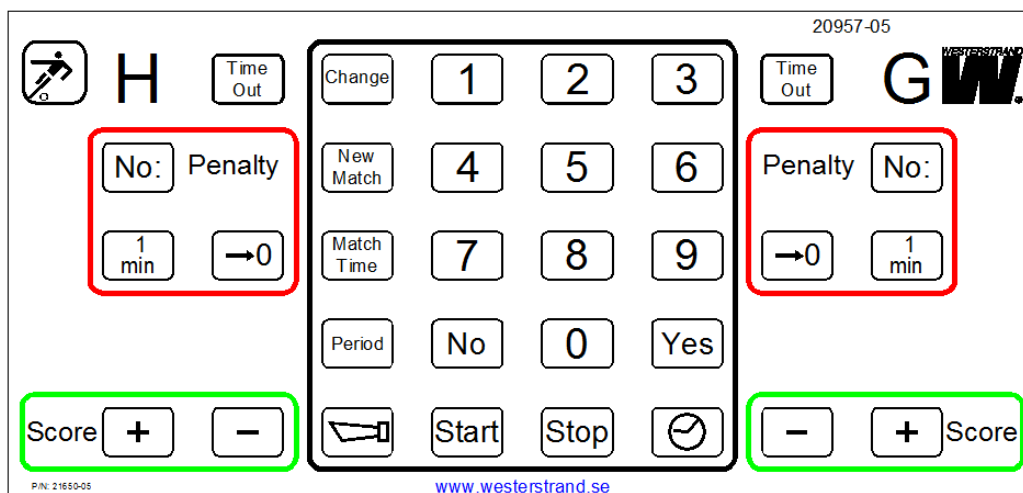 20957-05
H
Time
Out
Change
1
2
3
Time
Out
G
WESTERSTRAND
W
No:
Penalty
New
Match
4
5
6
Penalty
No:
1
min
→0
Match
Time
7
8
9
→0
1
min
Period
No
0
Yes
Score
+
−
Start
Stop
−
+
Score
P/N: 21650-05
www.westerstrand.se